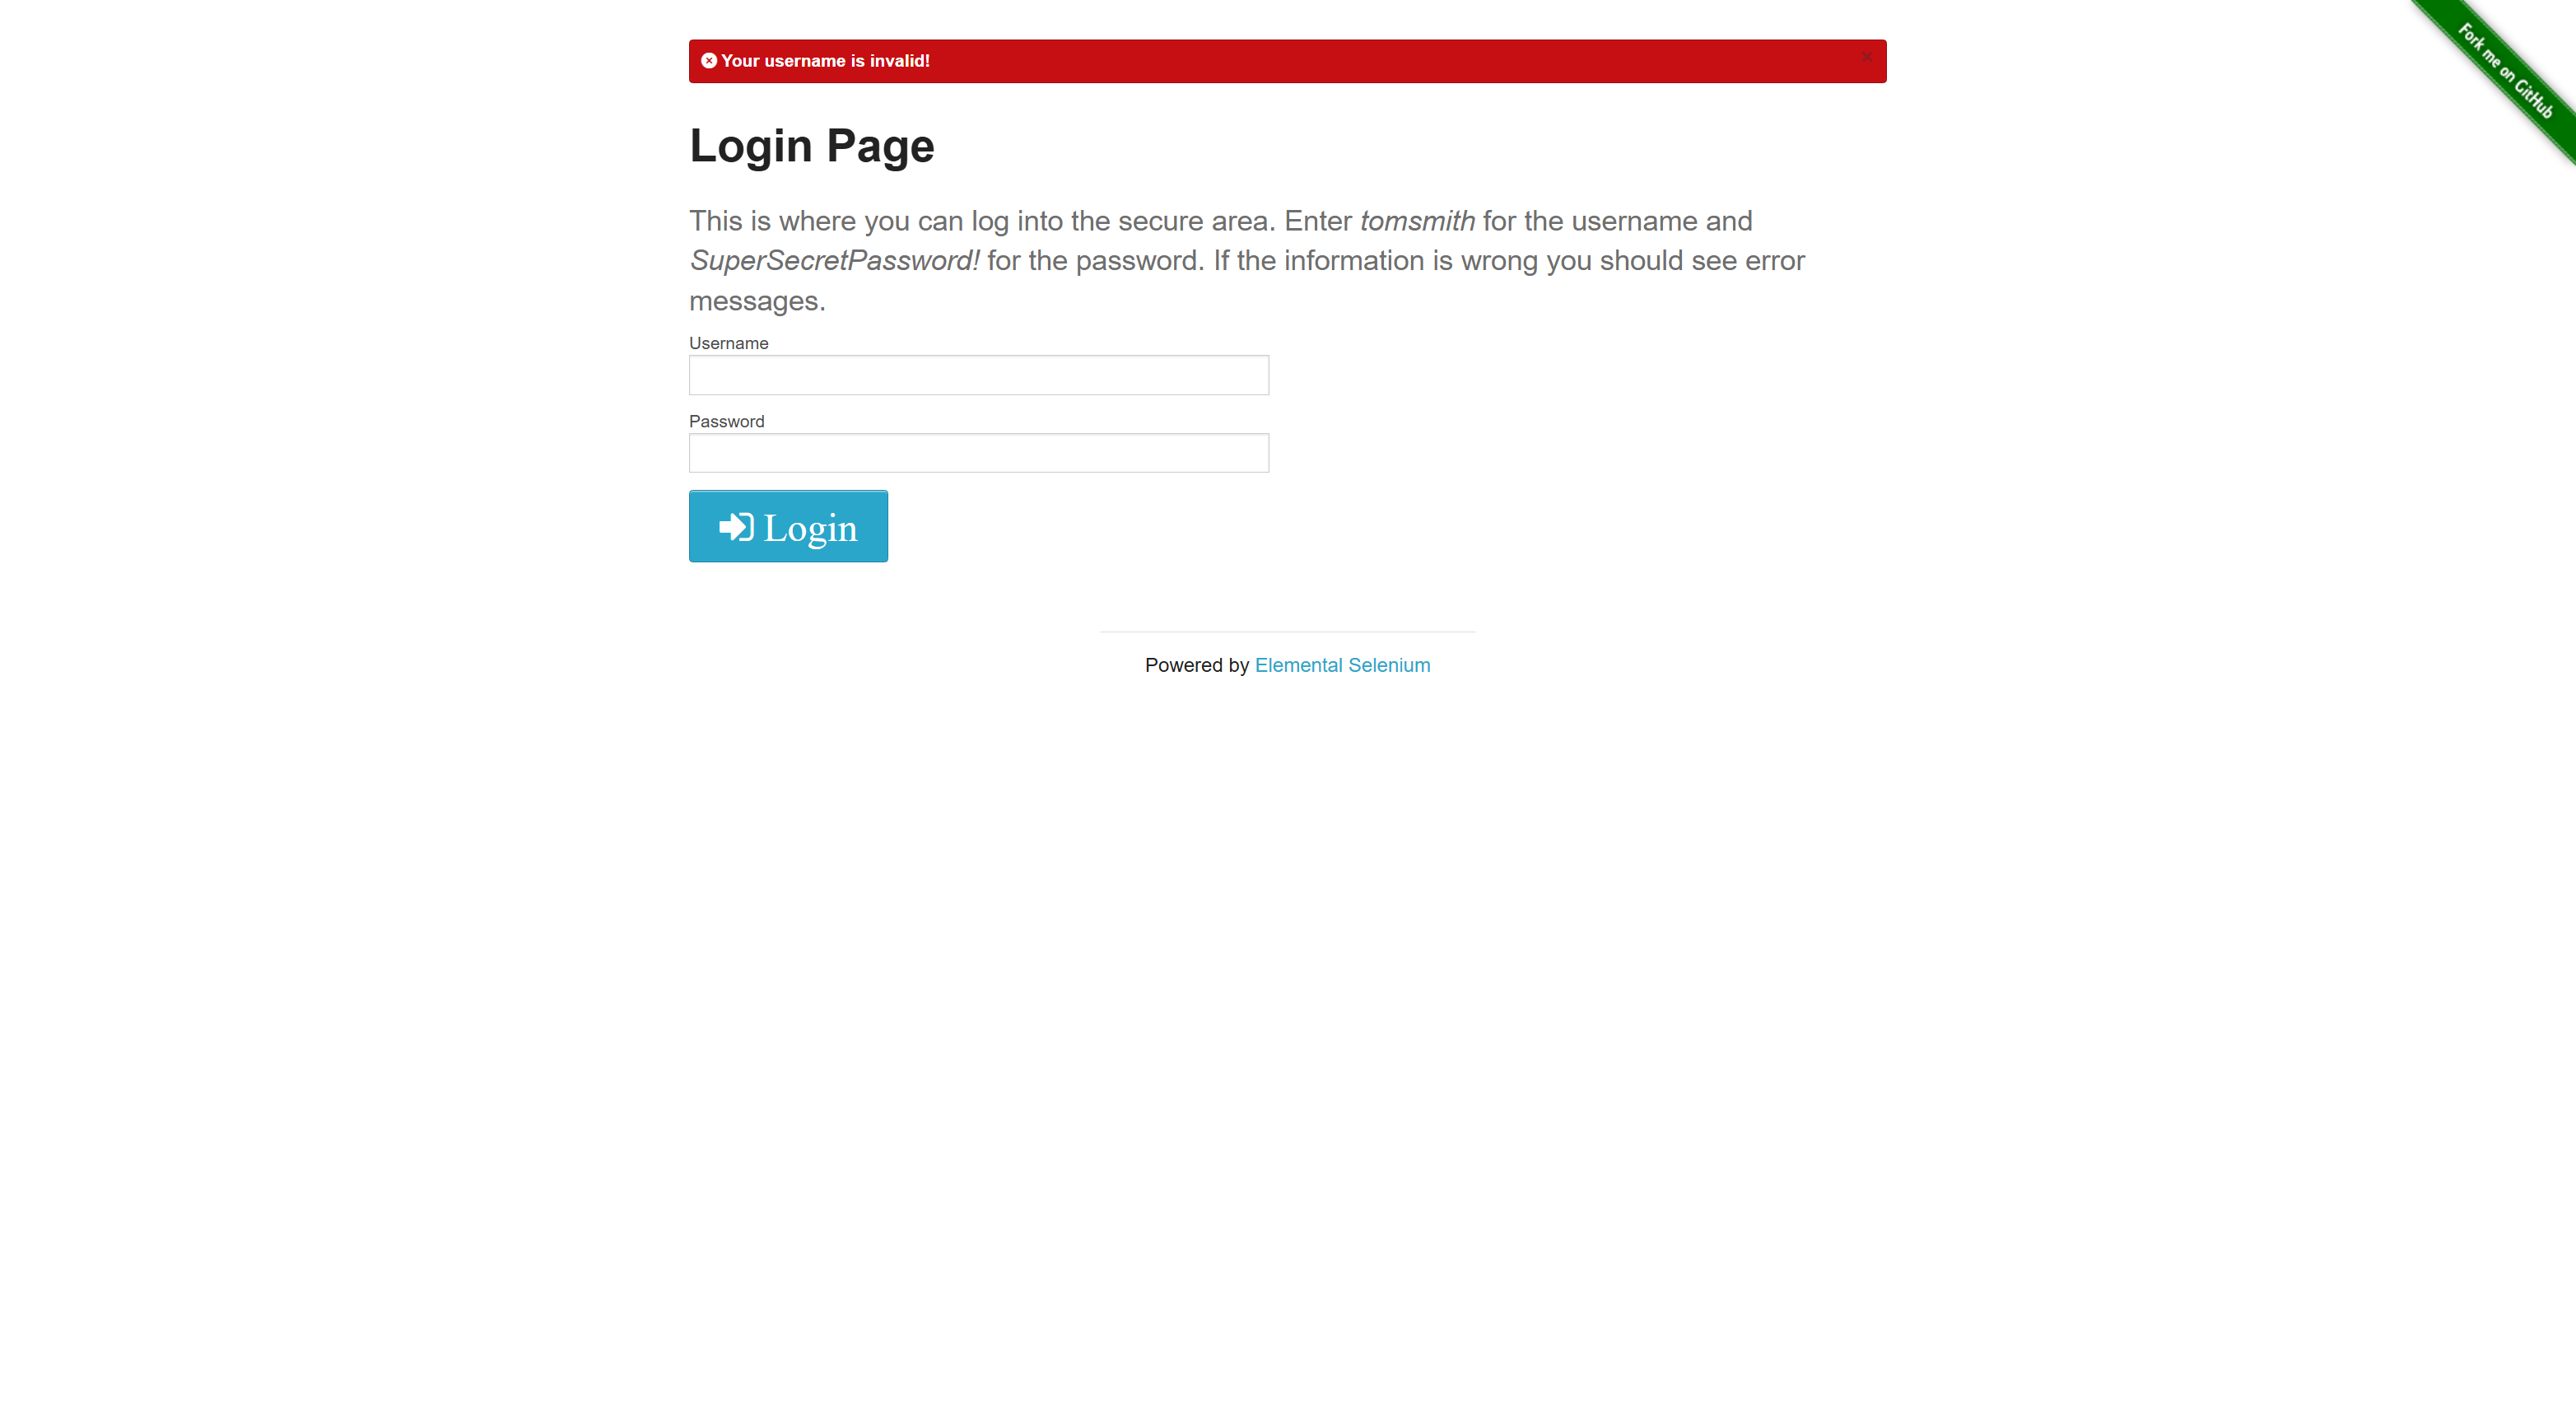 Your username is invalid!
×
Fork me on GitHub
Login Page
This is where you can log into the secure area. Enter tomsmith for the username and
SuperSecretPassword! for the password. If the information is wrong you should see error
messages.
Username
Password
Login
Powered by Elemental Selenium